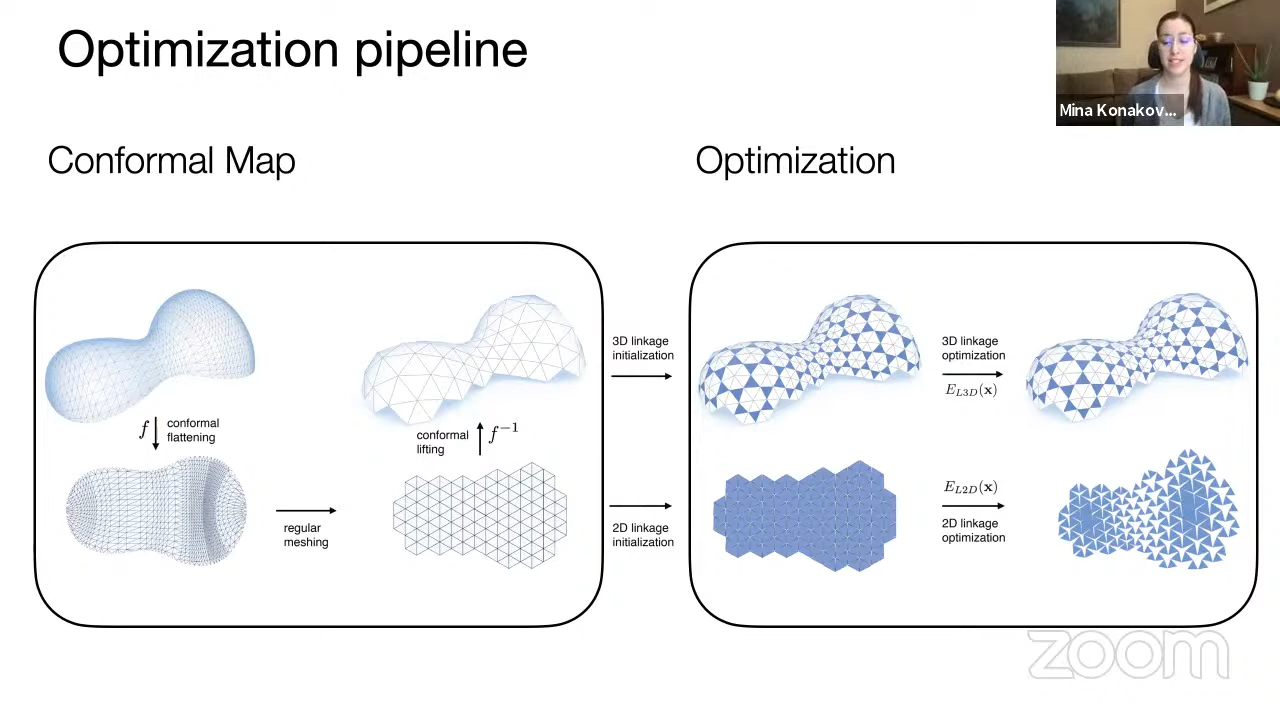 Optimization pipeline
Mina Konakov...
Conformal Map
Optimization
f
conformal
flattening
conformal
lifting
f⁻¹
regular
meshing
3D linkage
initialization
2D linkage
initialization
3D linkage
optimization
E_{L3D}(x)
E_{L2D}(x)
2D linkage
optimization
zoom